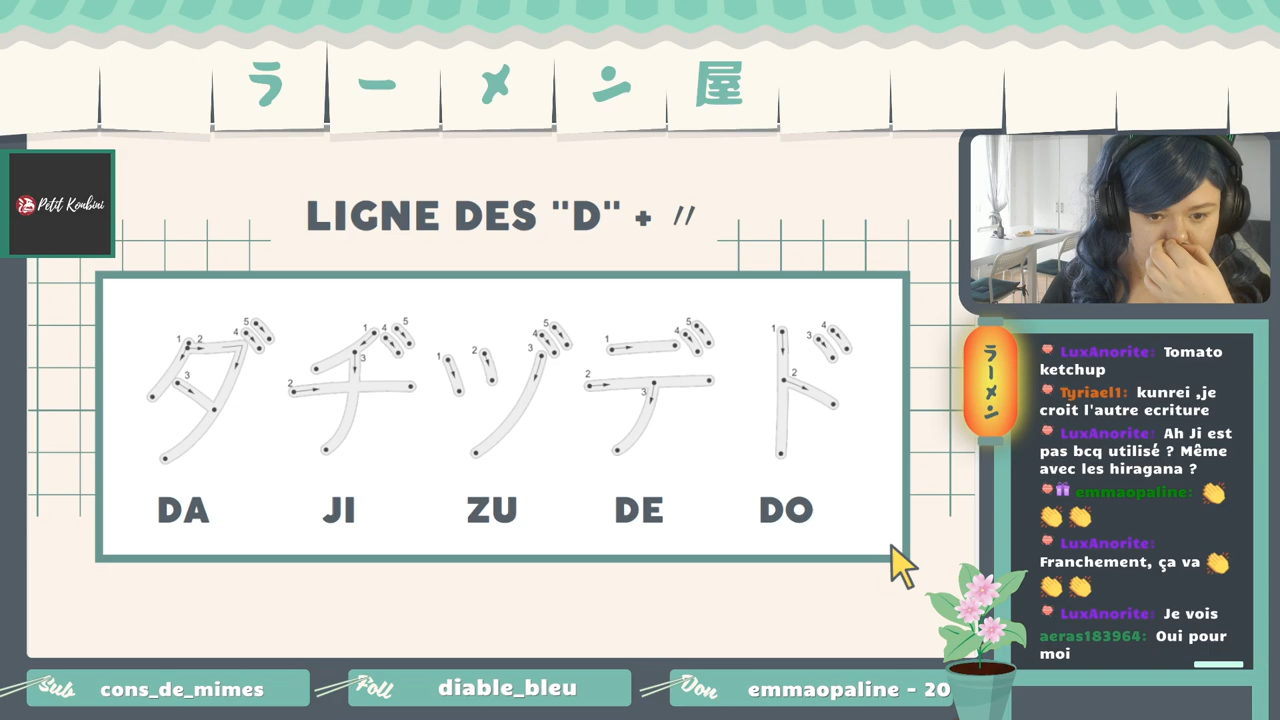 ラーメン屋
Petit Konbini
LIGNE DES "D" + 〃
ダ ヂ ヅ デ ド
DA JI ZU DE DO
ラーメン
LuxAnorite: Tomato
ketchup
Tyriael1: kunrei ,je
croit l'autre ecriture
LuxAnorite: Ah Ji est
pas bcq utilisé ? Même
avec les hiragana ?
emmaopaline: 👏
👏 👏
LuxAnorite:
Franchement, ça va 👏
👏 👏
LuxAnorite: Je vois
aeras183964: Oui pour
moi
Sub cons_de_mimes
Foll diable_bleu
Don emmaopaline - 20